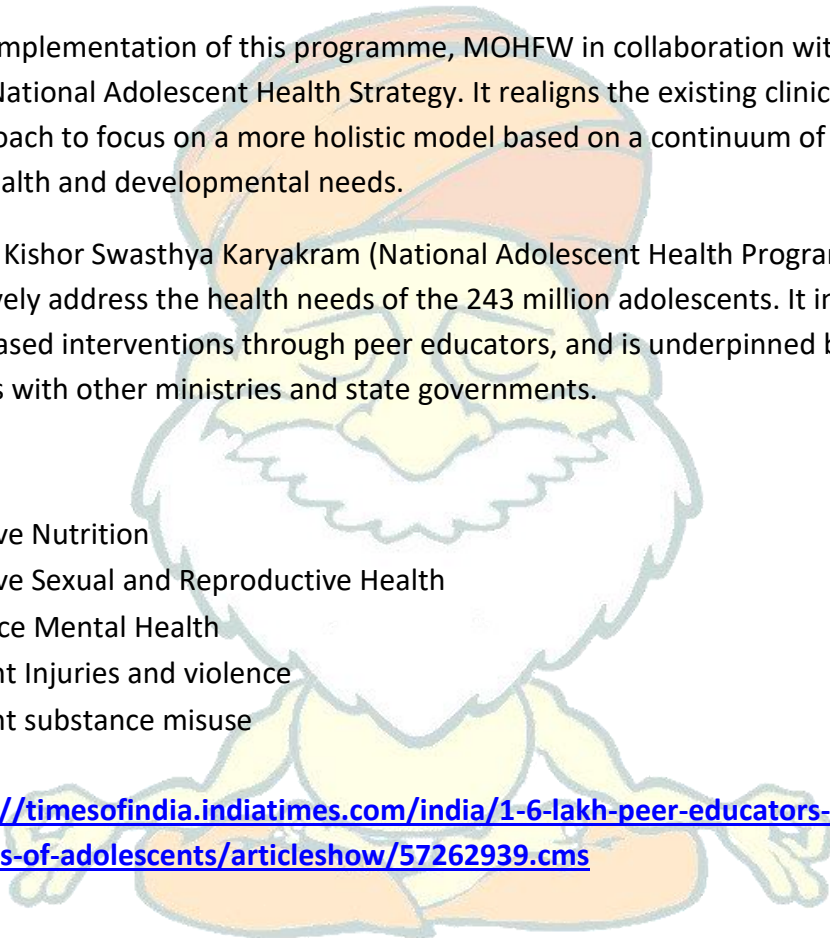 mplementation of this programme, MOHFW in collaboration wit
National Adolescent Health Strategy. It realigns the existing clinic
oach to focus on a more holistic model based on a continuum of
alth and developmental needs.
Kishor Swasthya Karyakram (National Adolescent Health Progra
vely address the health needs of the 243 million adolescents. It i
ased interventions through peer educators, and is underpinned b
s with other ministries and state governments.
ve Nutrition
ve Sexual and Reproductive Health
ce Mental Health
nt Injuries and violence
nt substance misuse
//timesofindia.indiatimes.com/india/1-6-lakh-peer-educators-
s-of-adolescents/articleshow/57262939.cms